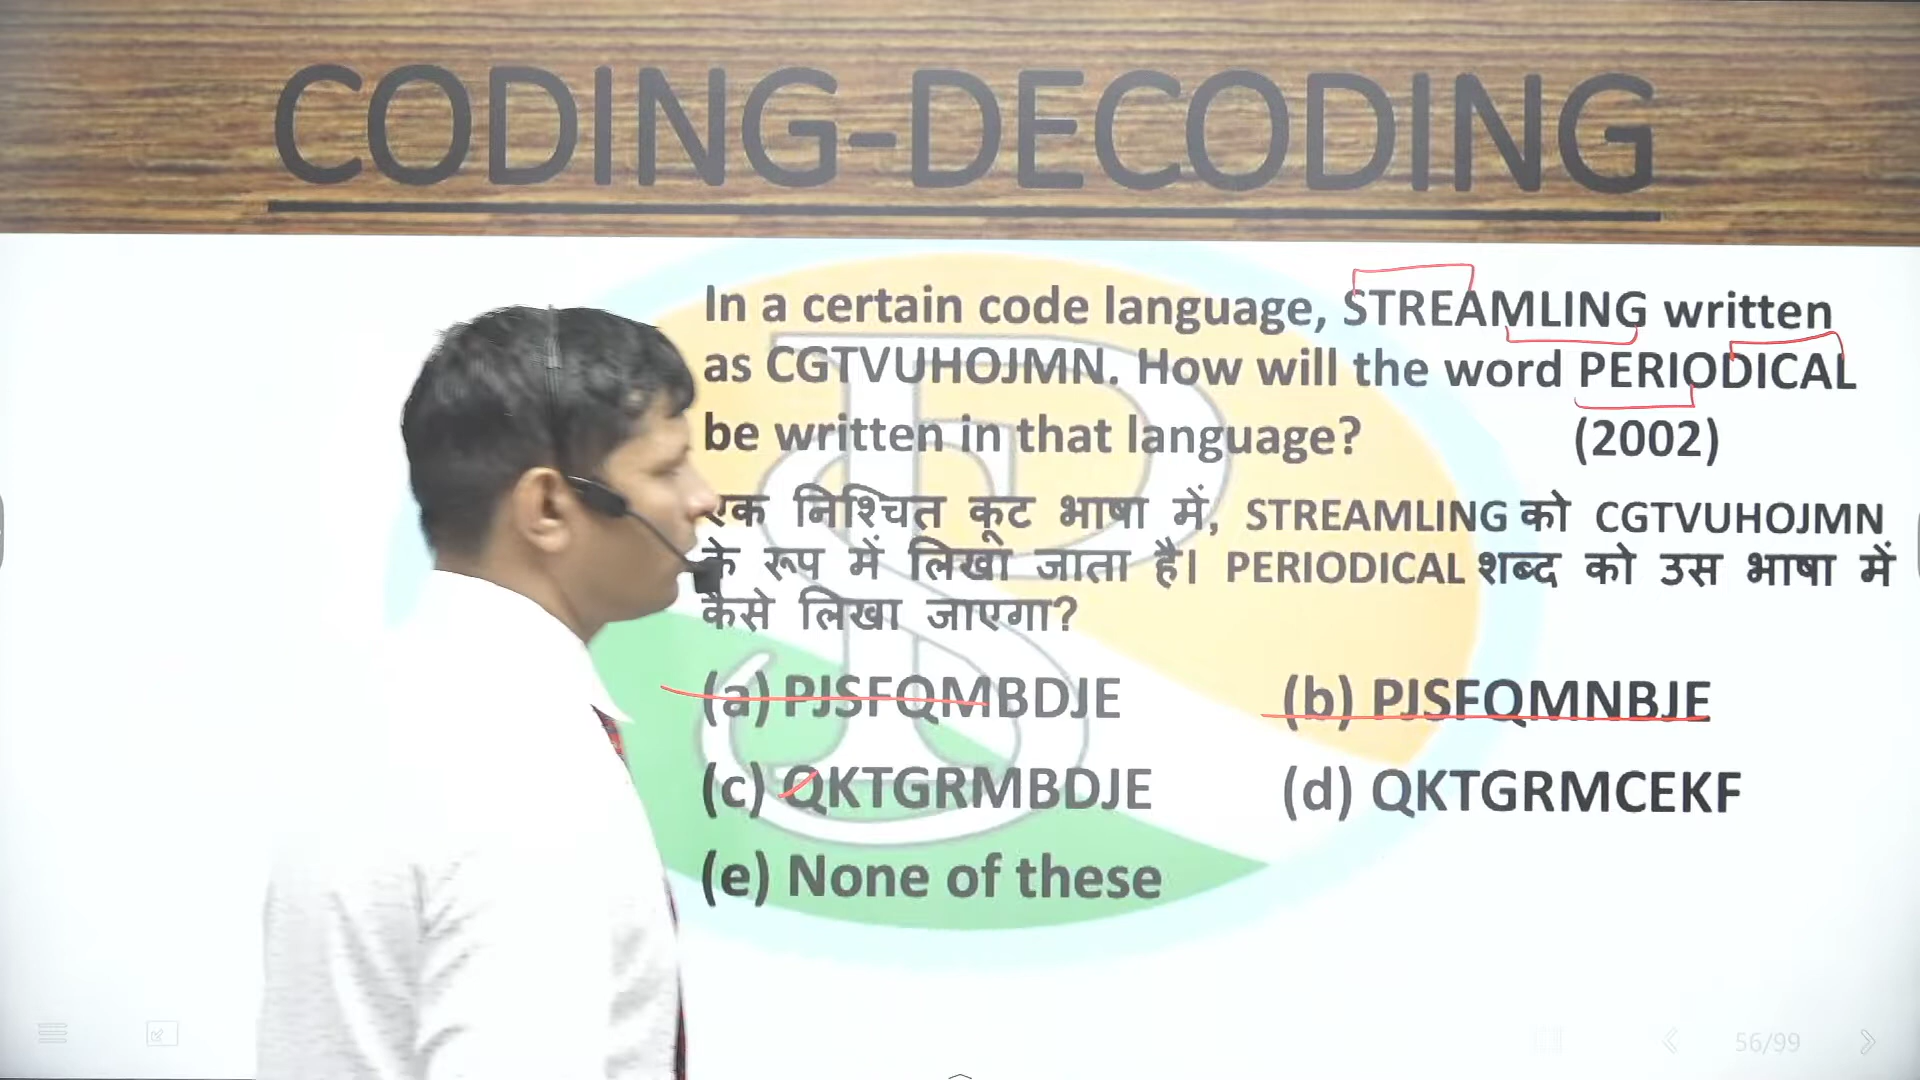 CODING-DECODING
In a certain code language, STREAMLING written
as CGTVUHOJMN. How will the word PERIODICAL
be written in that language? (2002)
एक निश्चित कूट भाषा में, STREAMLING को CGTVUHOJMN
के रूप में लिखा जाता है। PERIODICAL शब्द को उस भाषा में
कैसे लिखा जाएगा?
(a) PJSFQMBDJE (b) PJSFQMNBJE
(c) QKTGRMBDJE (d) QKTGRMCEKF
(e) None of these
56/99